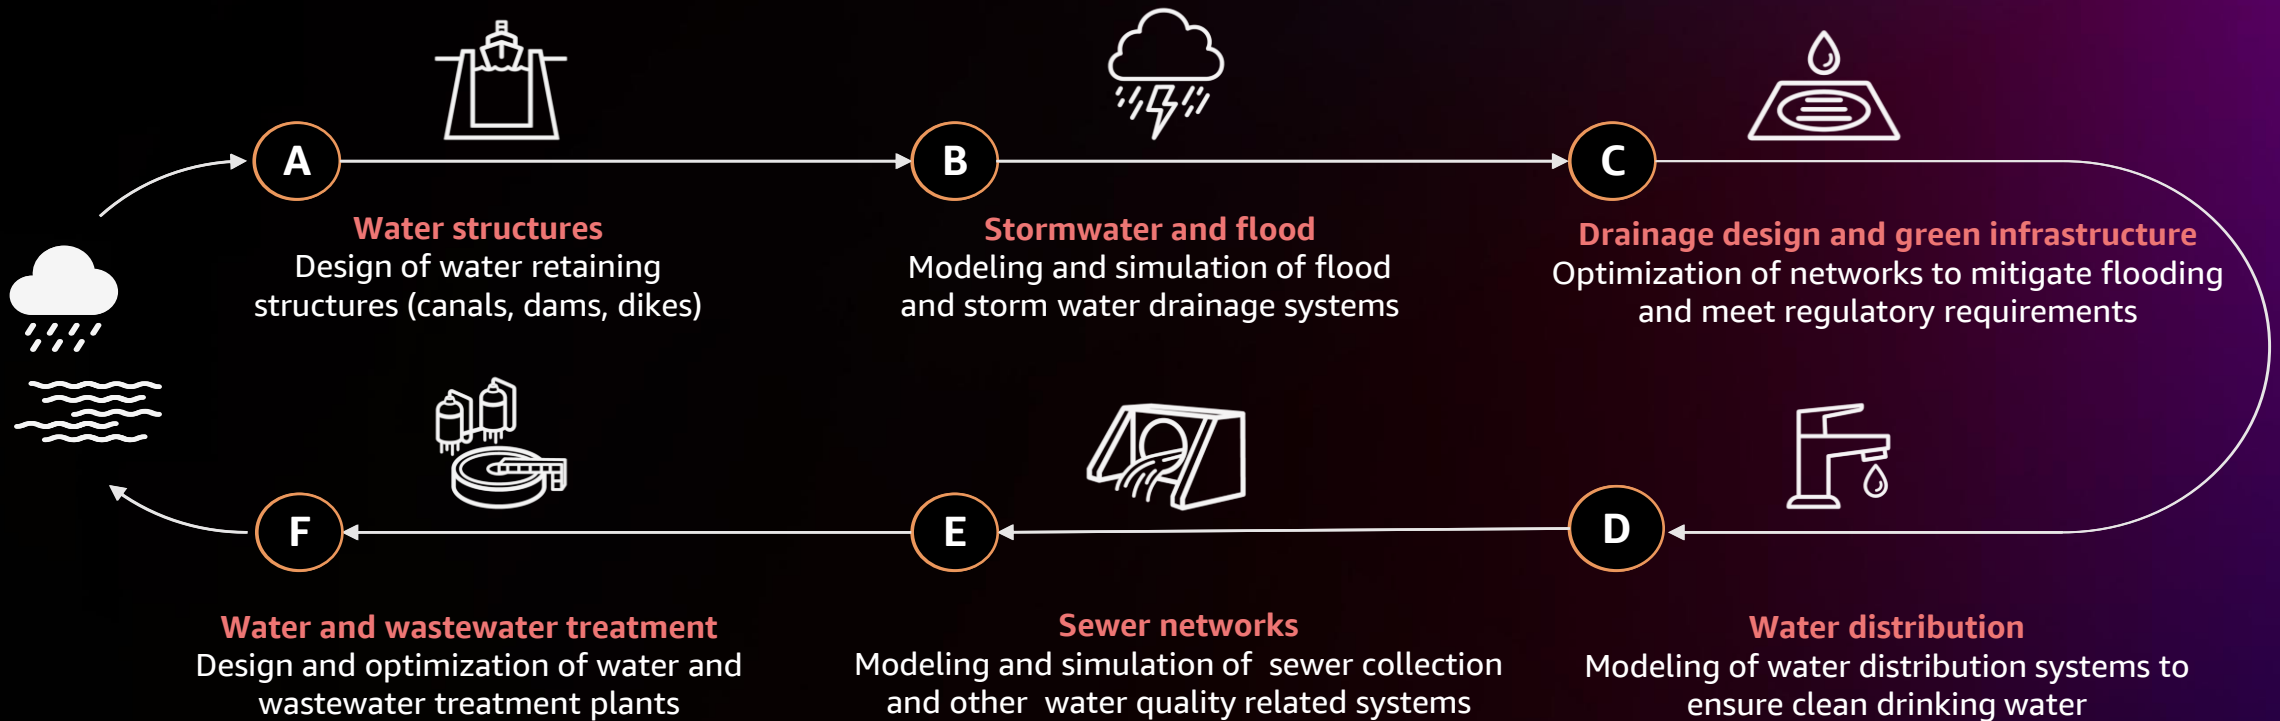 A
Water structures
Design of water retaining
structures (canals, dams, dikes)
B
Stormwater and flood
Modeling and simulation of flood
and storm water drainage systems
C
Drainage design and green infrastructure
Optimization of networks to mitigate flooding
and meet regulatory requirements
D
Water distribution
Modeling of water distribution systems to
ensure clean drinking water
E
Sewer networks
Modeling and simulation of  sewer collection
and other  water quality related systems
F
Water and wastewater treatment
Design and optimization of water and
wastewater treatment plants